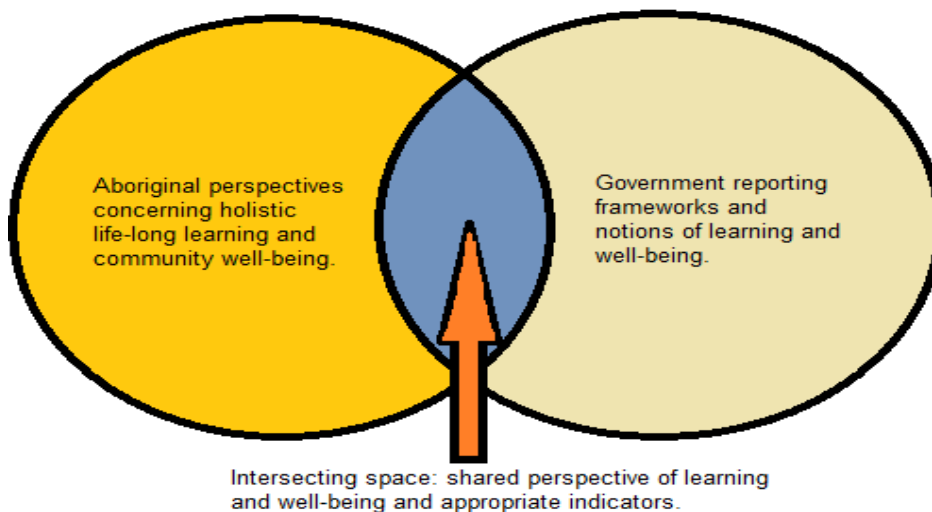 Aboriginal perspectives
concerning holistic
life-long learning and
community well-being.
Government reporting
frameworks and
notions of learning and
well-being.
Intersecting space: shared perspective of learning
and well-being and appropriate indicators.